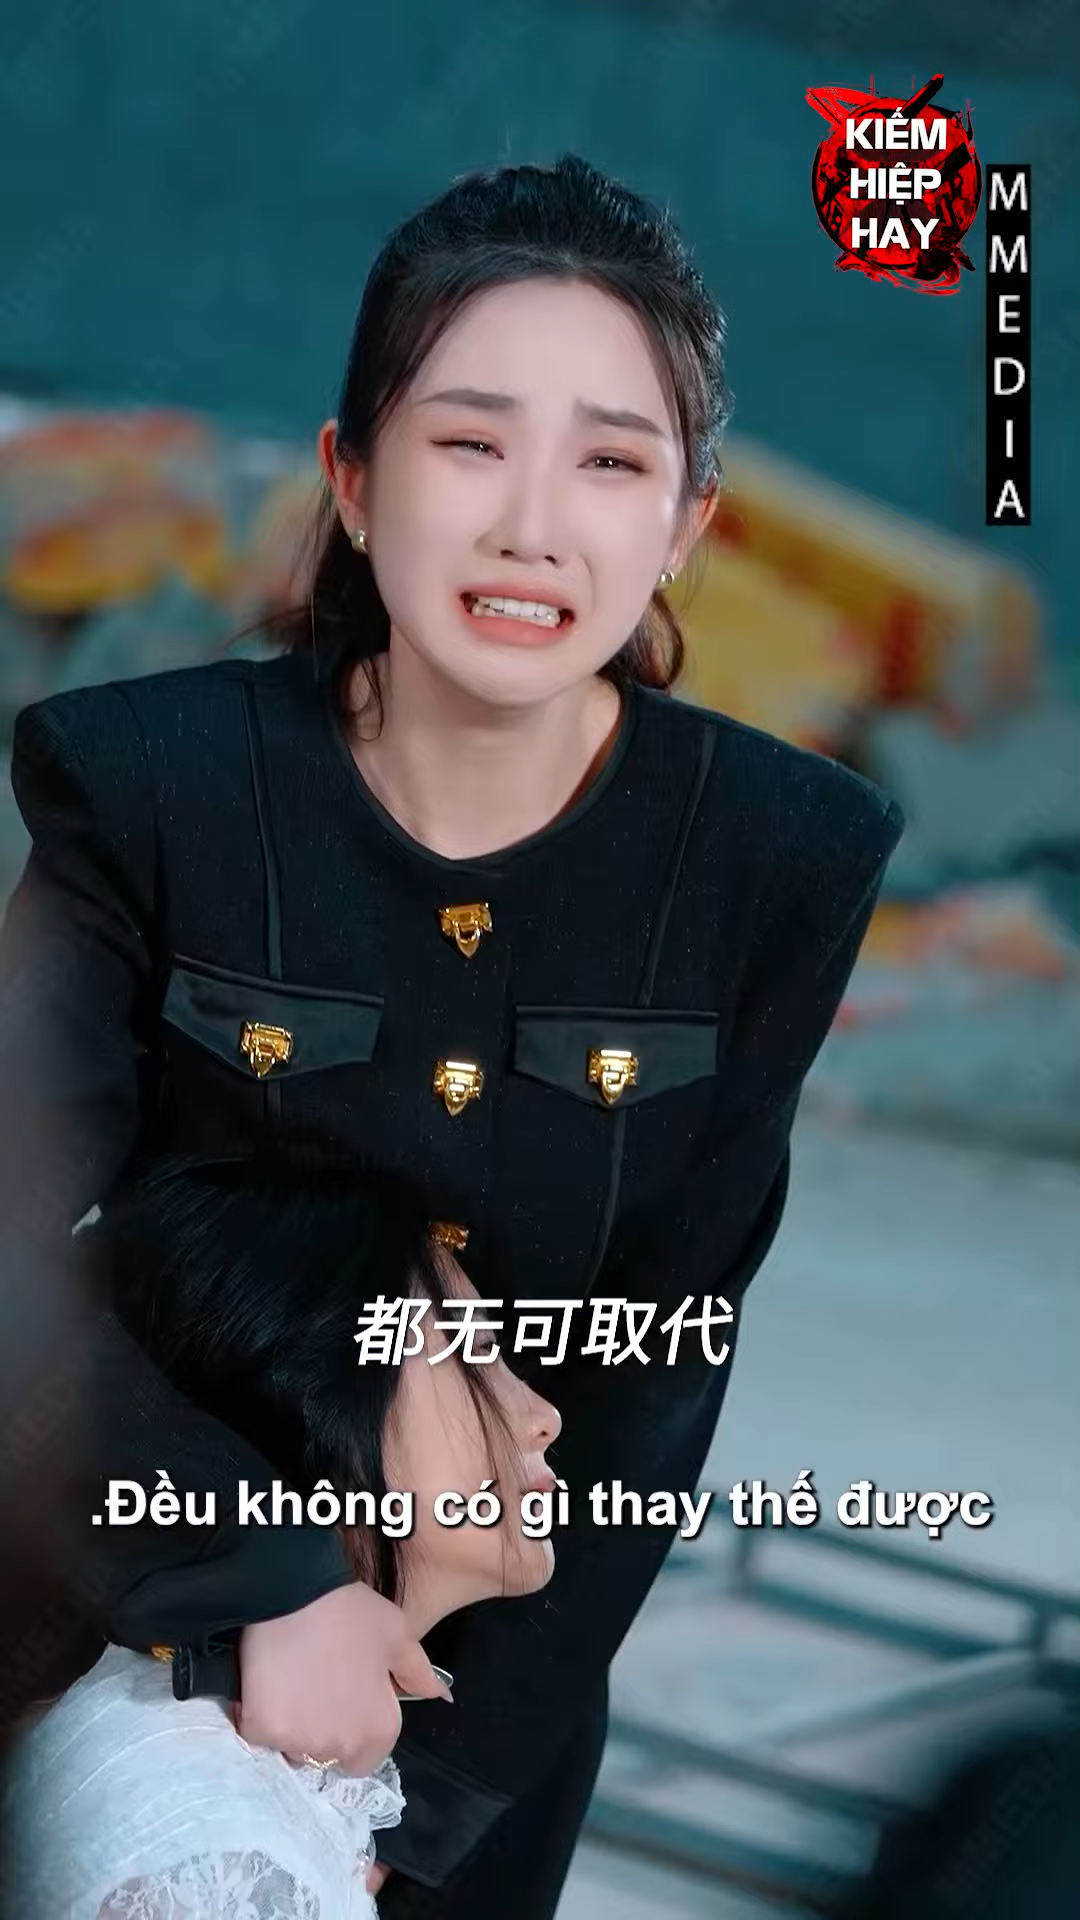 KIẾM
HIỆP
HAY
MMEDIA
都无可取代
.Đều không có gì thay thế được